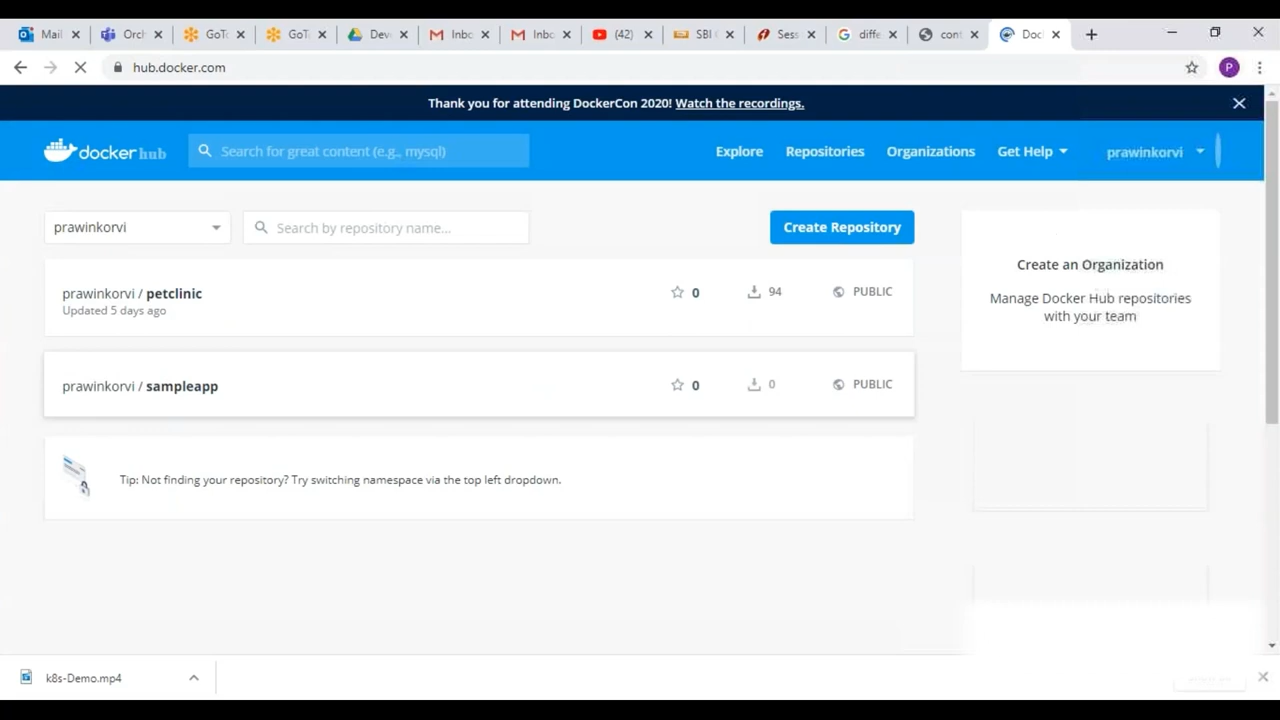 Mail
Orch
GoTo
GoTo
Deve
Inbo
Inbo
(42)
SBI
Sess
diffe
cont
Doc
hub.docker.com
P
Thank you for attending DockerCon 2020! Watch the recordings.
docker hub
Search for great content (e.g., mysql)
Explore
Repositories
Organizations
Get Help
prawinkorvi
prawinkorvi
Search by repository name...
Create Repository
prawinkorvi / petclinic
Updated 5 days ago
0
94
PUBLIC
Create an Organization
Manage Docker Hub repositories
with your team
prawinkorvi / sampleapp
0
0
PUBLIC
Tip: Not finding your repository? Try switching namespace via the top left dropdown.
k8s-Demo.mp4